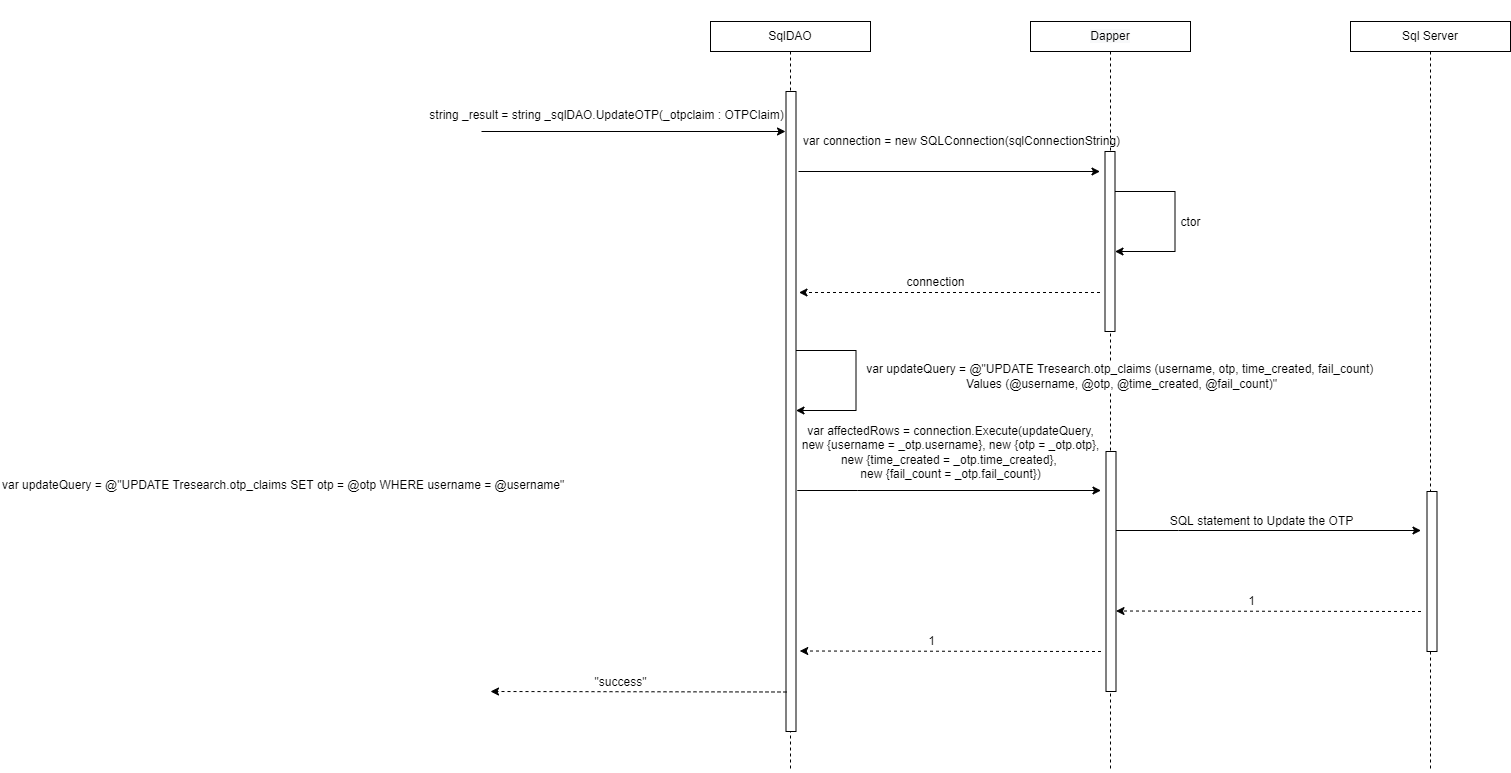 SqlDAO
Dapper
Sql Server
string _result = string _sqlDAO.UpdateOTP(_otpclaim : OTPClaim)
var connection = new SQLConnection(sqlConnectionString)
ctor
connection
var updateQuery = @"UPDATE Tresearch.otp_claims (username, otp, time_created, fail_count)
Values (@username, @otp, @time_created, @fail_count)"
var affectedRows = connection.Execute(updateQuery,
new {username = _otp.username}, new {otp = _otp.otp},
new {time_created = _otp.time_created},
new {fail_count = _otp.fail_count})
var updateQuery = @"UPDATE Tresearch.otp_claims SET otp = @otp WHERE username = @username"
SQL statement to Update the OTP
1
1
"success"